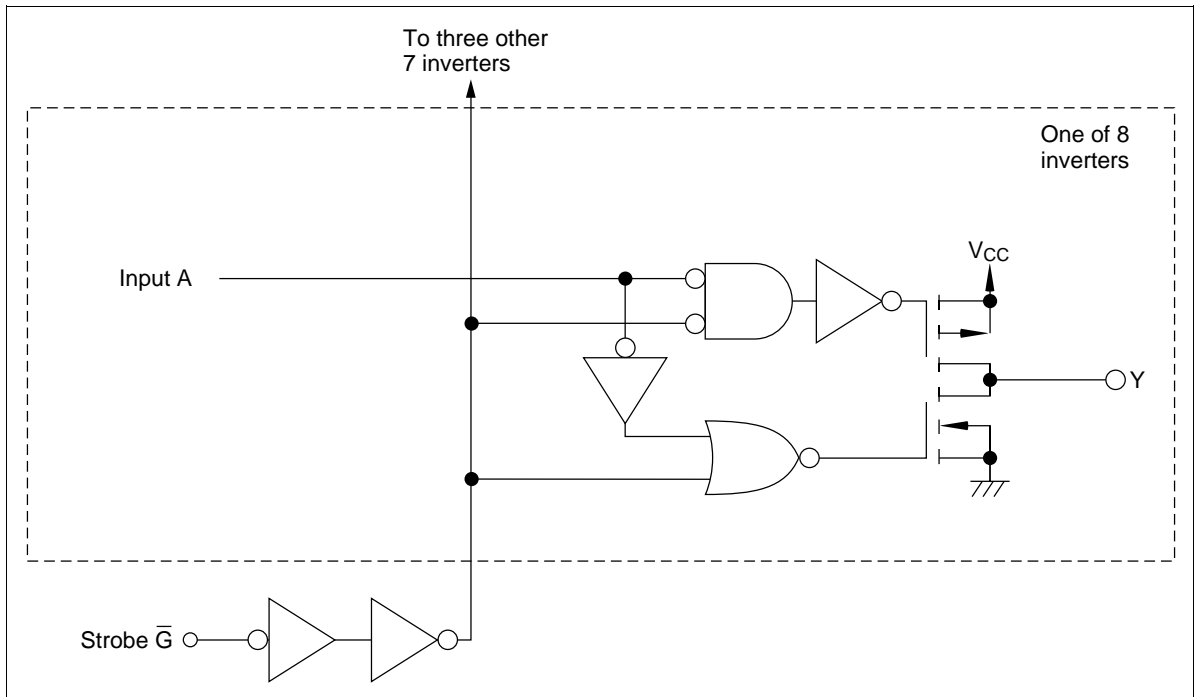 To three other
7 inverters
One of 8
inverters
Input A
VCC
Y
Strobe G̅